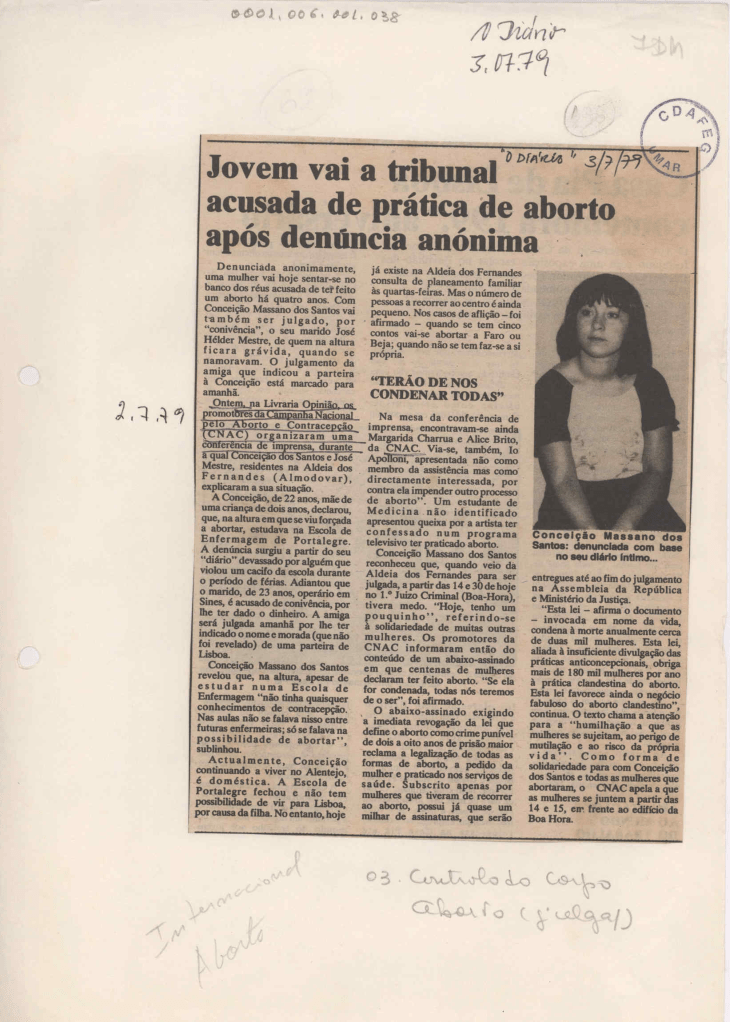 0001.006.001.038
O Diário
3.07.79
CDAFEG
UMAR
"O DIÁRIO" 3/7/79
Jovem vai a tribunal
acusada de prática de aborto
após denúncia anónima
Denunciada anonimamente,
uma mulher vai hoje sentar-se no
banco dos réus acusada de ter feito
um aborto há quatro anos. Com
Conceição Massano dos Santos vai
também ser julgado, por
"conivência", o seu marido José
Hélder Mestre, de quem na altura
ficara grávida, quando se
namoravam. O julgamento da
amiga que indicou a parteira
à Conceição está marcado para
amanhã.
2.7.79
Ontem, na Livraria Opinião, os
promotores da Campanha Nacional
pelo Aborto e Contracepção
(CNAC) organizaram uma
conferência de imprensa, durante
a qual Conceição dos Santos e José
Mestre, residentes na Aldeia dos
Fernandes (Almodovar),
explicaram a sua situação.
A Conceição, de 22 anos, mãe de
uma criança de dois anos, declarou,
que, na altura em que se viu forçada
a abortar, estudava na Escola de
Enfermagem de Portalegre.
A denúncia surgiu a partir do seu
"diário" devassado por alguém que
violou um cacifo da escola durante
o período de férias. Adiantou que
o marido, de 23 anos, operário em
Sines, é acusado de conivência, por
lhe ter dado o dinheiro. A amiga
será julgada amanhã por lhe ter
indicado o nome e morada (que não
foi revelado) de uma parteira de
Lisboa.
Conceição Massano dos Santos
revelou que, na altura, apesar de
estudar numa Escola de
Enfermagem "não tinha quaisquer
conhecimentos de contracepção.
Nas aulas não se falava nisso entre
futuras enfermeiras; só se falava na
possibilidade de abortar",
sublinhou.
Actualmente, Conceição
continuando a viver no Alentejo,
é doméstica. A Escola de
Portalegre fechou e não tem
possibilidade de vir para Lisboa,
por causa da filha. No entanto, hoje
já existe na Aldeia dos Fernandes
consulta de planeamento familiar
às quartas-feiras. Mas o número de
pessoas a recorrer ao centro é ainda
pequeno. Nos casos de aflição – foi
afirmado – quando se tem cinco
contos vai-se abortar a Faro ou
Beja; quando não se tem faz-se a si
própria.
"TERÃO DE NOS
CONDENAR TODAS"
Na mesa da conferência de
imprensa, encontravam-se ainda
Margarida Charrua e Alice Brito,
da CNAC. Via-se, também, Io
Apolloni, apresentada não como
membro da assistência mas como
directamente interessada, por
contra ela impender outro processo
de aborto". Um estudante de
Medicina não identificado
apresentou queixa por a artista ter
confessado num programa
televisivo ter praticado aborto.
Conceição Massano dos Santos
reconheceu que, quando veio da
Aldeia dos Fernandes para ser
julgada, a partir das 14 e 30 de hoje
no 1.º Juízo Criminal (Boa-Hora),
tivera medo. "Hoje, tenho um
pouquinho", referindo-se
à solidariedade de muitas outras
mulheres. Os promotores da
CNAC informaram então do
conteúdo de um abaixo-assinado
em que centenas de mulheres
declaram ter feito aborto. "Se ela
for condenada, todas nós teremos
de o ser", foi afirmado.
O abaixo-assinado exigindo
a imediata revogação da lei que
define o aborto como crime punível
de dois a oito anos de prisão maior
reclama a legalização de todas as
formas de aborto, a pedido da
mulher e praticado nos serviços de
saúde. Subscrito apenas por
mulheres que tiveram de recorrer
ao aborto, possui já quase um
milhar de assinaturas, que serão
Conceição Massano dos
Santos: denunciada com base
no seu diário íntimo...
entregues até ao fim do julgamento
na Assembleia da República
e Ministério da Justiça.
"Esta lei – afirma o documento
– invocada em nome da vida,
condena à morte anualmente cerca
de duas mil mulheres. Esta lei,
aliada à insuficiente divulgação das
práticas anticoncepcionais, obriga
mais de 180 mil mulheres por ano
à prática clandestina do aborto.
Esta lei favorece ainda o negócio
fabuloso do aborto clandestino",
continua. O texto chama a atenção
para a "humilhação a que as
mulheres se sujeitam, ao perigo de
mutilação e ao risco da própria
vida". Como forma de
solidariedade para com Conceição
dos Santos e todas as mulheres que
abortaram, o CNAC apela a que
as mulheres se juntem a partir das
14 e 15, em frente ao edifício da
Boa Hora.
Internacional
Aborto
03. Controlo do Corpo
Aborto